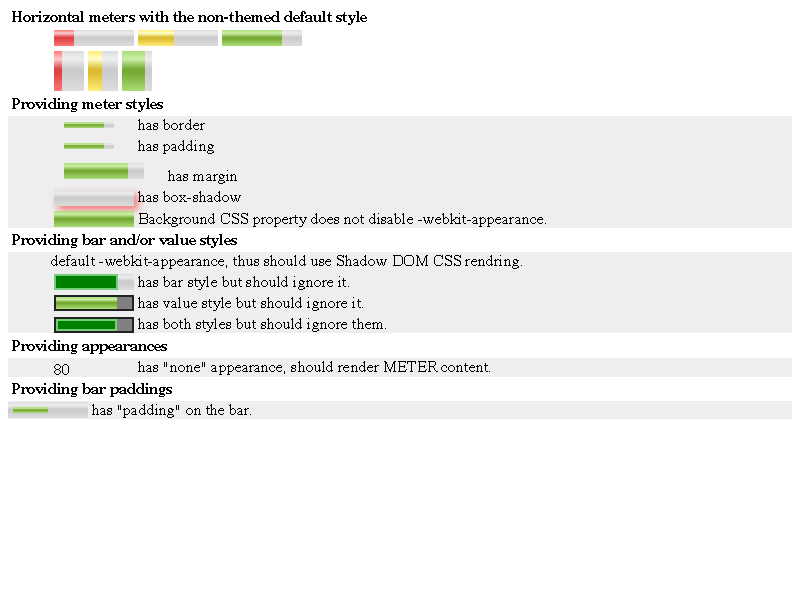 Horizontal meters with the non-themed default style
Providing meter styles
has border
has padding
has margin
has box-shadow
Background CSS property does not disable -webkit-appearance.
Providing bar and/or value styles
default -webkit-appearance, thus should use Shadow DOM CSS rendring.
has bar style but should ignore it.
has value style but should ignore it.
has both styles but should ignore them.
Providing appearances
80 has "none" appearance, should render METER content.
Providing bar paddings
has "padding" on the bar.